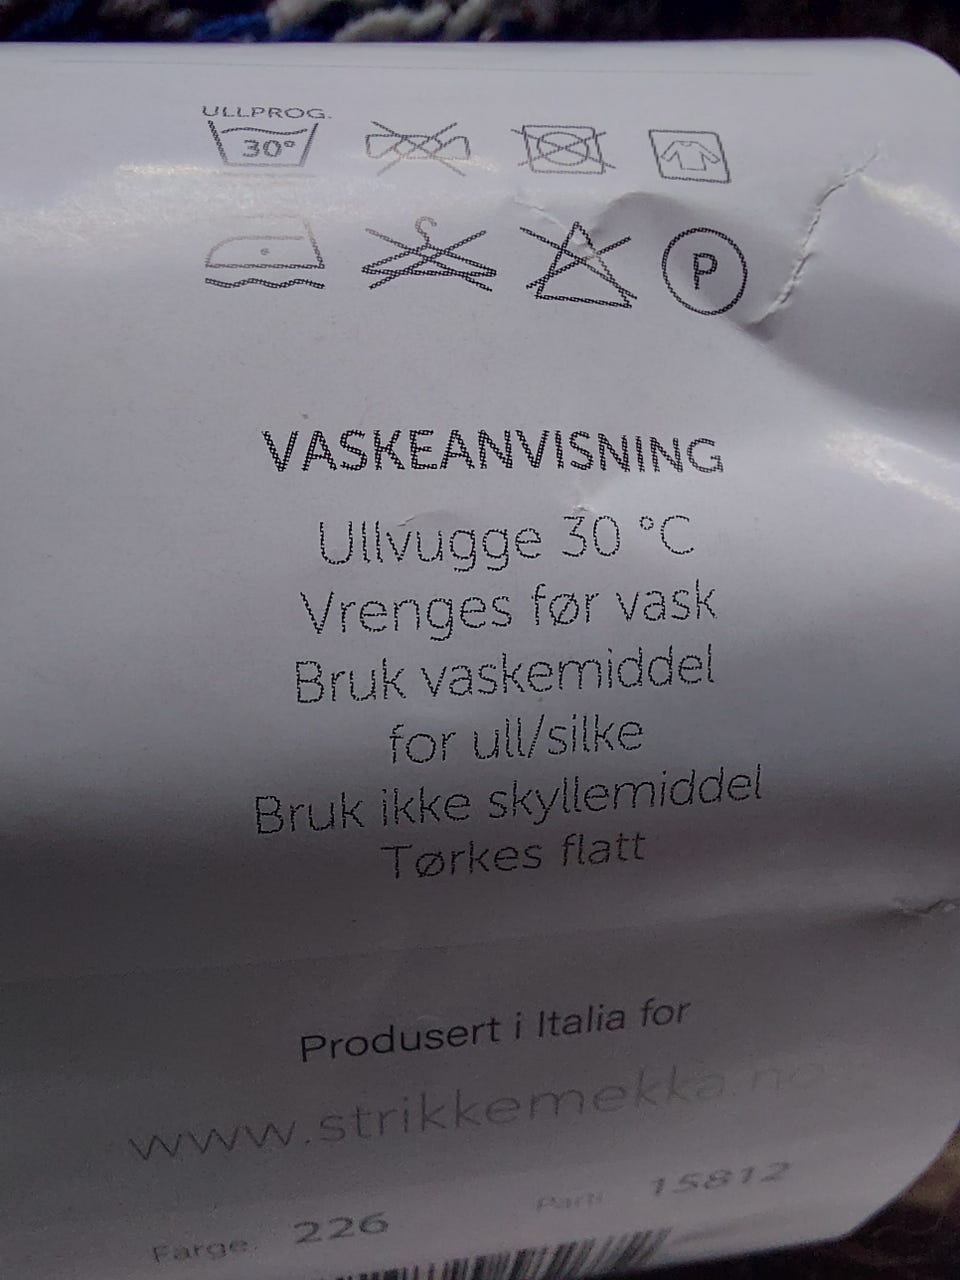 ULLPROG.
30°
P
VASKEANVISNING
Ullvugge 30 °C
Vrenges før vask
Bruk vaskemiddel
for ull/silke
Bruk ikke skyllemiddel
Tørkes flatt
Produsert i Italia for
www.strikkemekka.no
Farge 226 Parti 15812